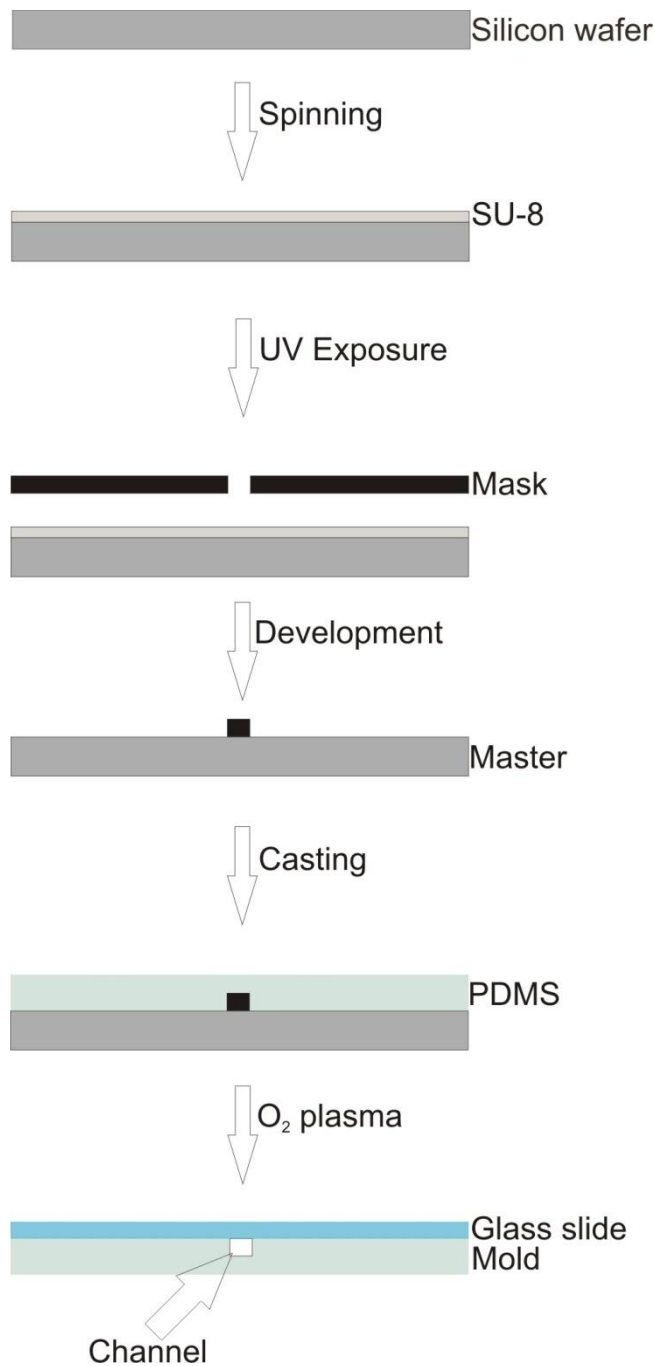 Silicon wafer
Spinning
SU-8
UV Exposure
Mask
Development
Master
Casting
PDMS
O₂ plasma
Glass slide
Mold
Channel